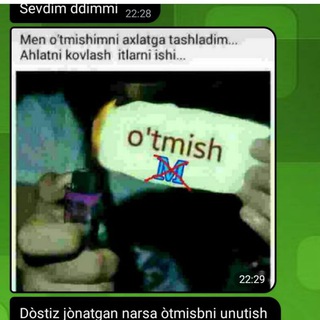 Sevdim ddimmi 22:28
Men o'tmishimni axlatga tashladim...
Ahlatni kovlash itlarni ishi...
o'tmish
M
22:29
Dòstiz jònatgan narsa òtmisbni unutish